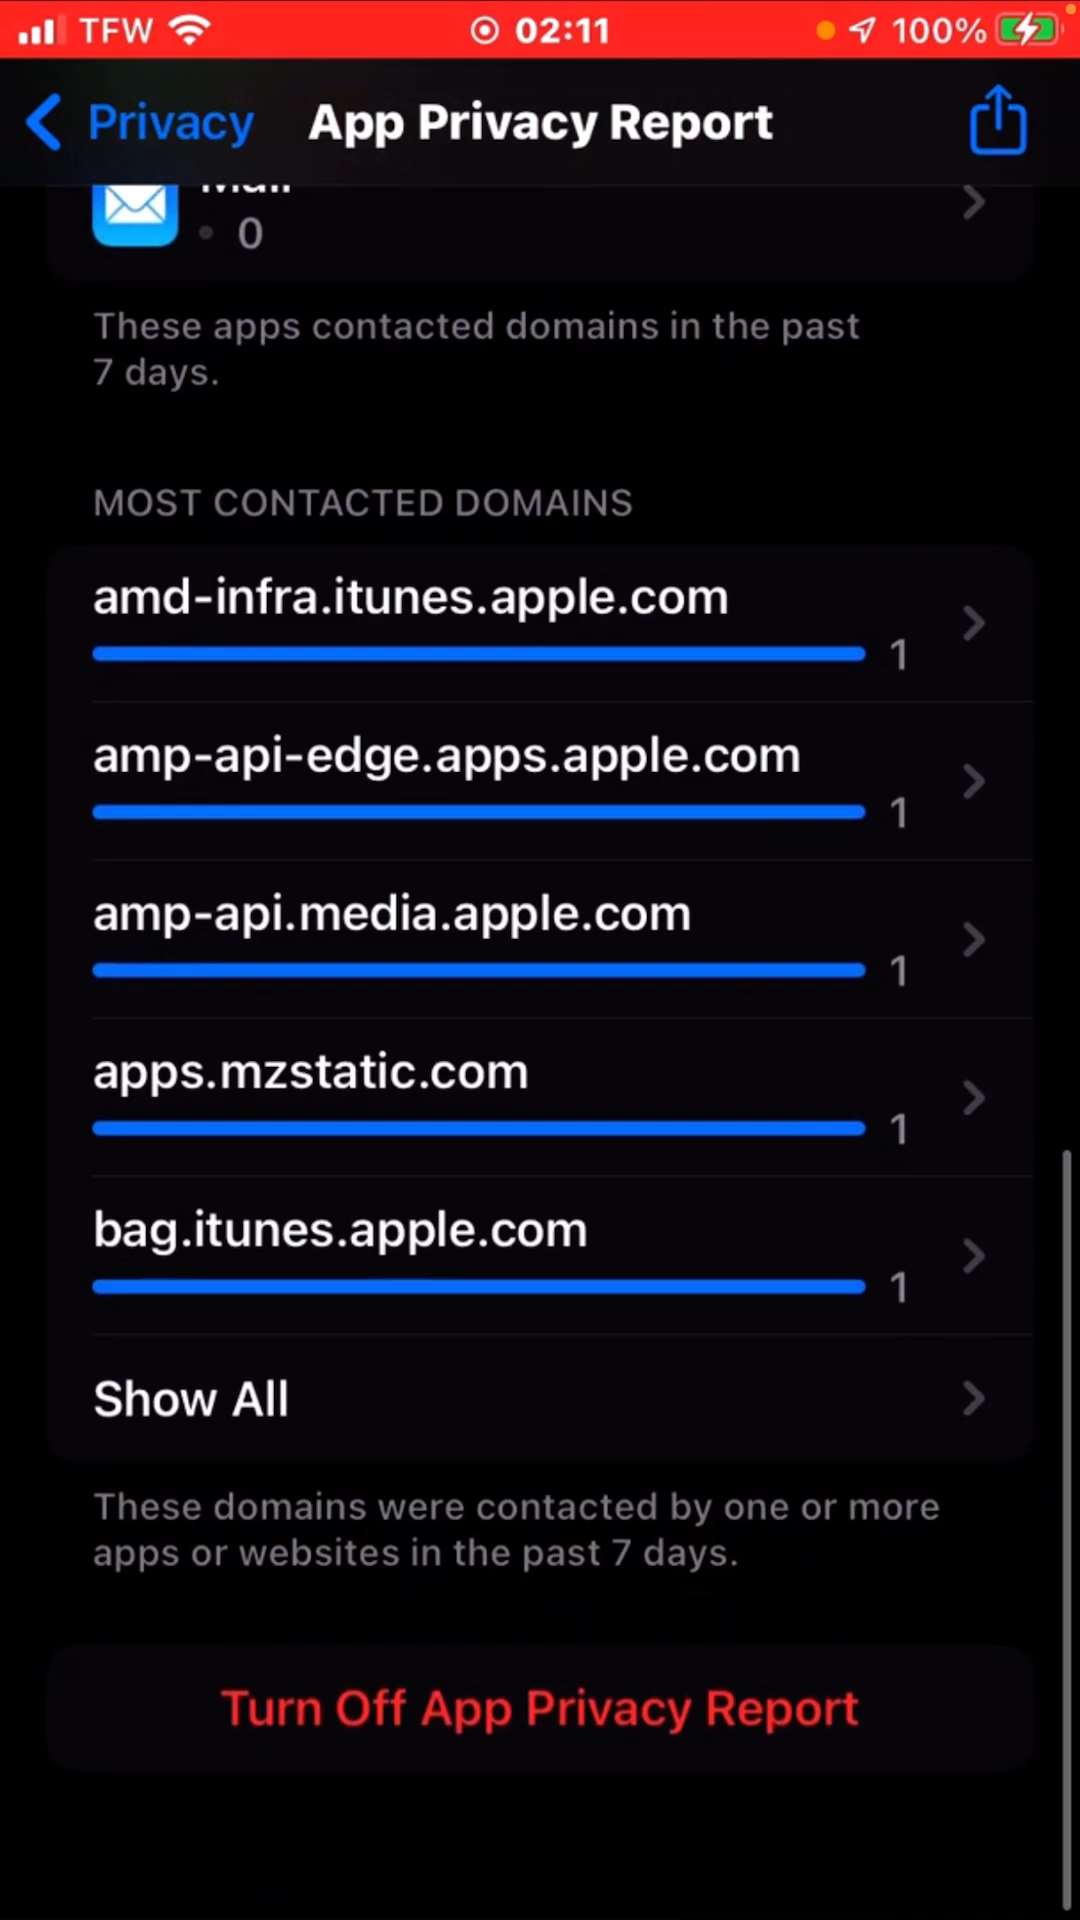 TFW 02:11 100%
Privacy App Privacy Report
Mail
0
These apps contacted domains in the past
7 days.
MOST CONTACTED DOMAINS
amd-infra.itunes.apple.com
1
amp-api-edge.apps.apple.com
1
amp-api.media.apple.com
1
apps.mzstatic.com
1
bag.itunes.apple.com
1
Show All
These domains were contacted by one or more
apps or websites in the past 7 days.
Turn Off App Privacy Report